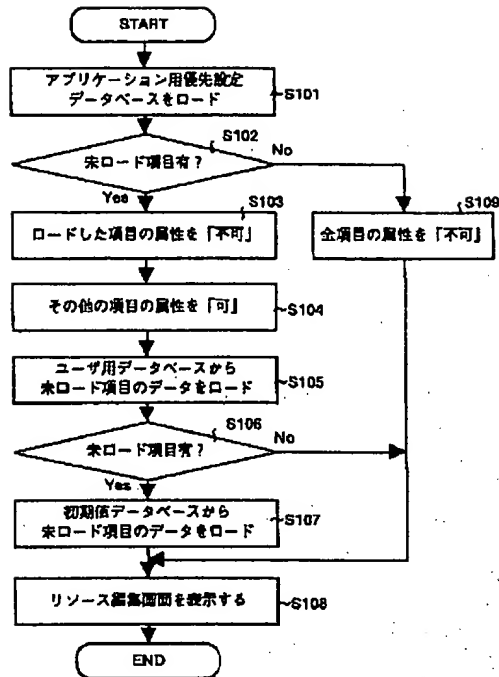 START
アプリケーション用優先設定
データベースをロード
S101
S102
未ロード項目有？
No
Yes
S103
S109
ロードした項目の属性を「不可」
全項目の属性を「不可」
その他の項目の属性を「可」
S104
ユーザ用データベースから
未ロード項目のデータをロード
S105
S106
未ロード項目有？
No
Yes
初期値データベースから
未ロード項目のデータをロード
S107
リソース編集画面を表示する
S108
END